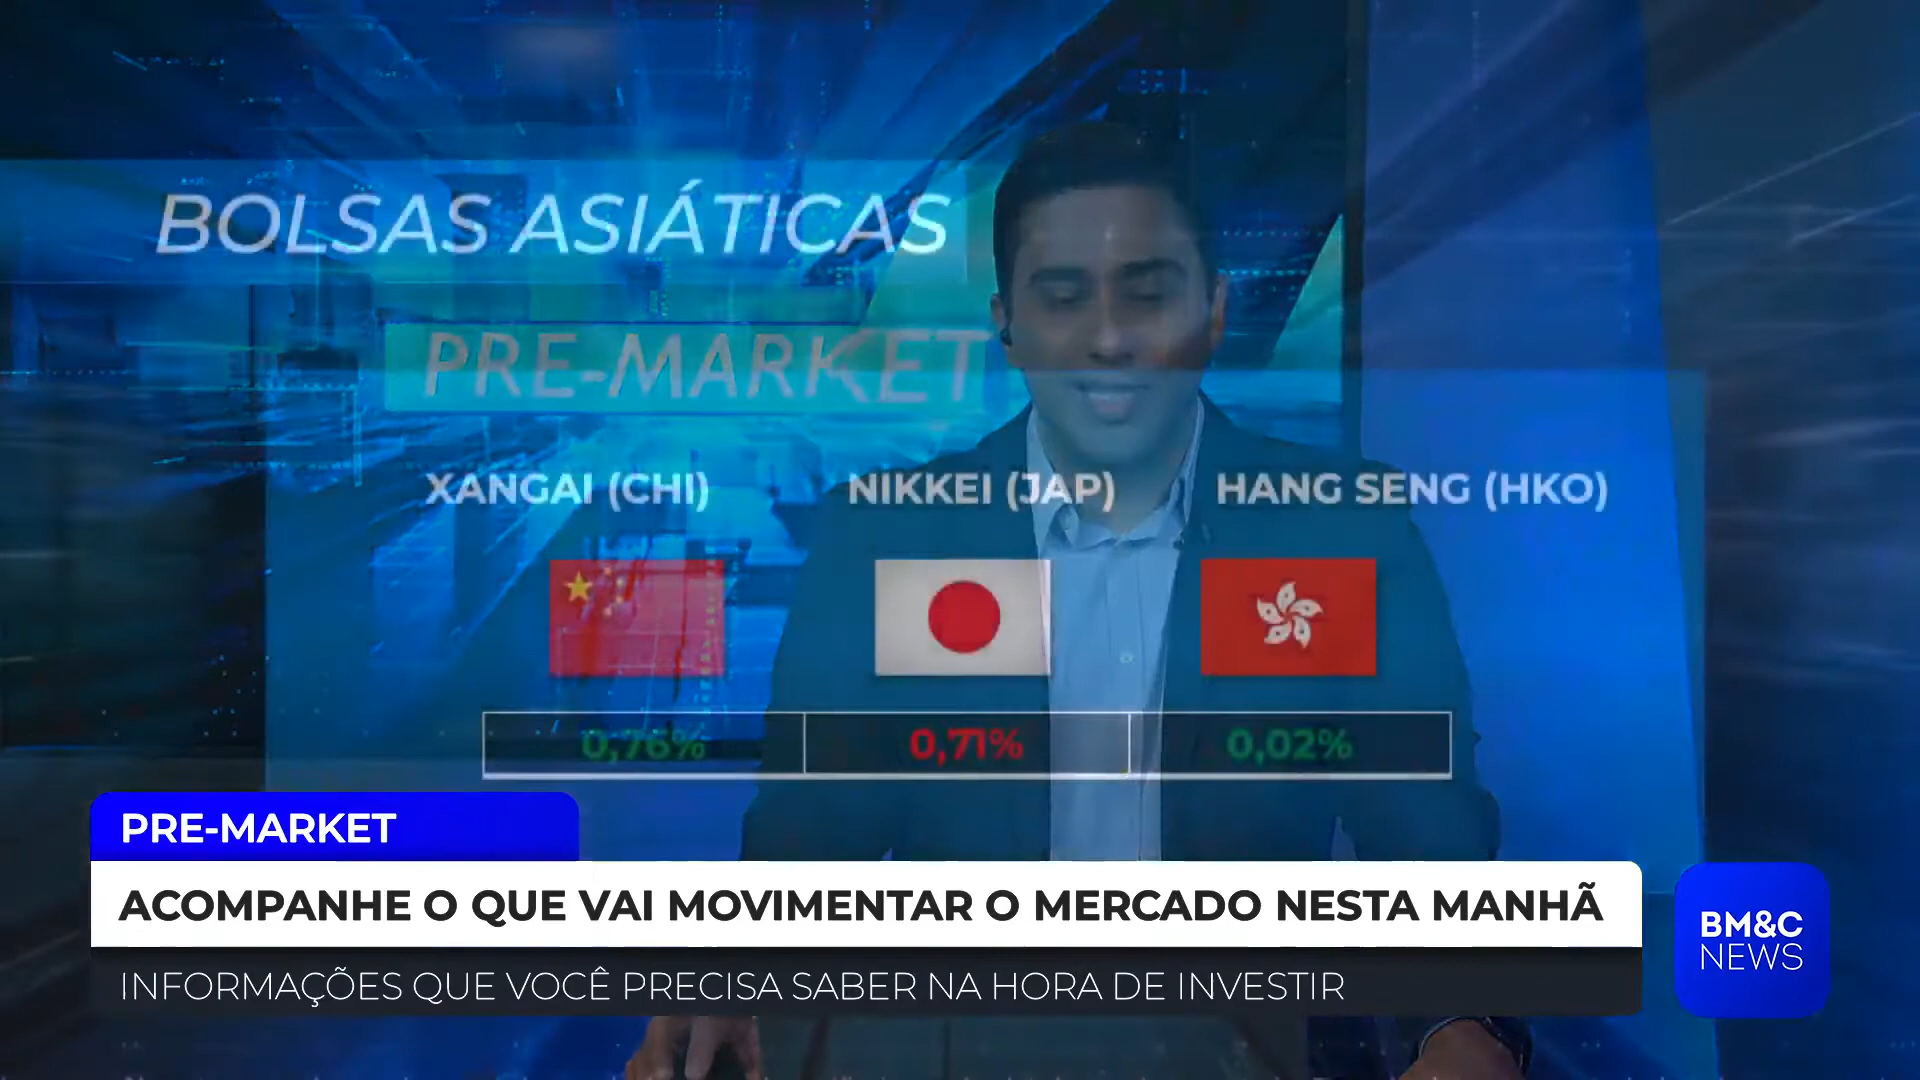 BOLSAS ASIÁTICAS
PRE-MARKET
XANGAI (CHI)
NIKKEI (JAP)
HANG SENG (HKO)
0,76%
0,71%
0,02%
PRE-MARKET
ACOMPANHE O QUE VAI MOVIMENTAR O MERCADO NESTA MANHÃ
INFORMAÇÕES QUE VOCÊ PRECISA SABER NA HORA DE INVESTIR
BM&C
NEWS